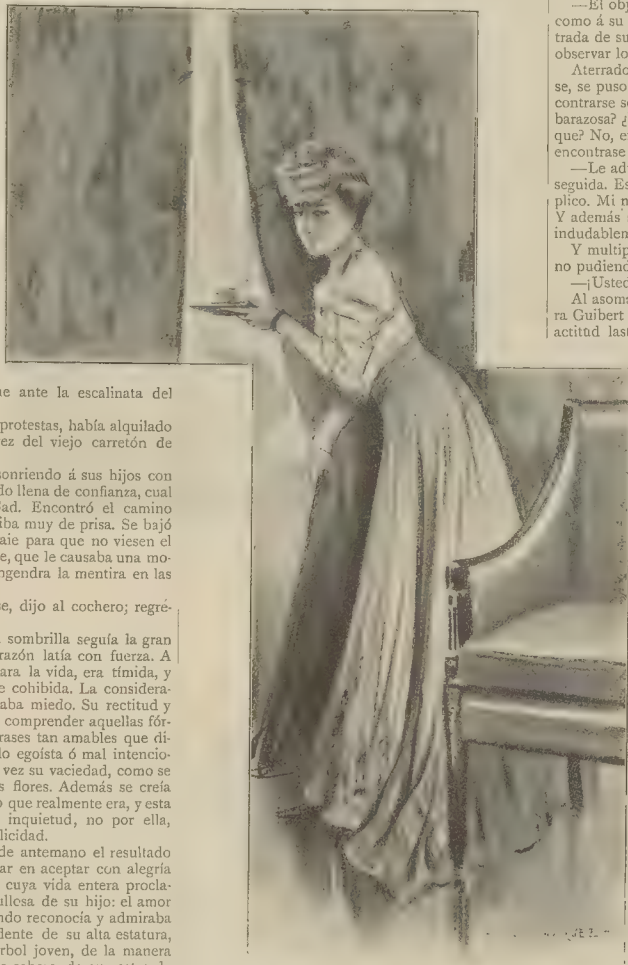 ne ante la escalinata del
protestas, había alquilado
ez del viejo carretón de
sonriendo á sus hijos con
do llena de confianza, cual
ad. Encontró el camino
iba muy de prisa. Se bajó
aje para que no viesen el
e, que le causaba una mo-
ngendra la mentira en las
se, dijo al cochero; regré-
sombrilla seguía la gran
razón latía con fuerza. A
ara la vida, era tímida, y
e cohibida. La considera-
aba miedo. Su rectitud y
comprender aquellas fór-
rases tan amables que di-
lo egoísta ó mal intencio-
vez su vaciedad, como se
s flores. Además se creía
o que realmente era, y esta
inquietud, no por ella,
licidad.
de antemano el resultado
ar en aceptar con alegría
cuya vida entera procla-
ullosa de su hijo: el amor
ndo reconocía y admiraba
dente de su alta estatura,
rbol joven, de la manera
—El obj
como á su
trada de su
observar lo
Aterrado
se, se puso
contrarse s
barazosa? ¿
que? No, e
encontrase
—Le ad
seguida. Es
plico. Mi n
Y además
indudablem
Y multip
no pudiend
—¡Usted
Al asom
ra Guibert
actitud last